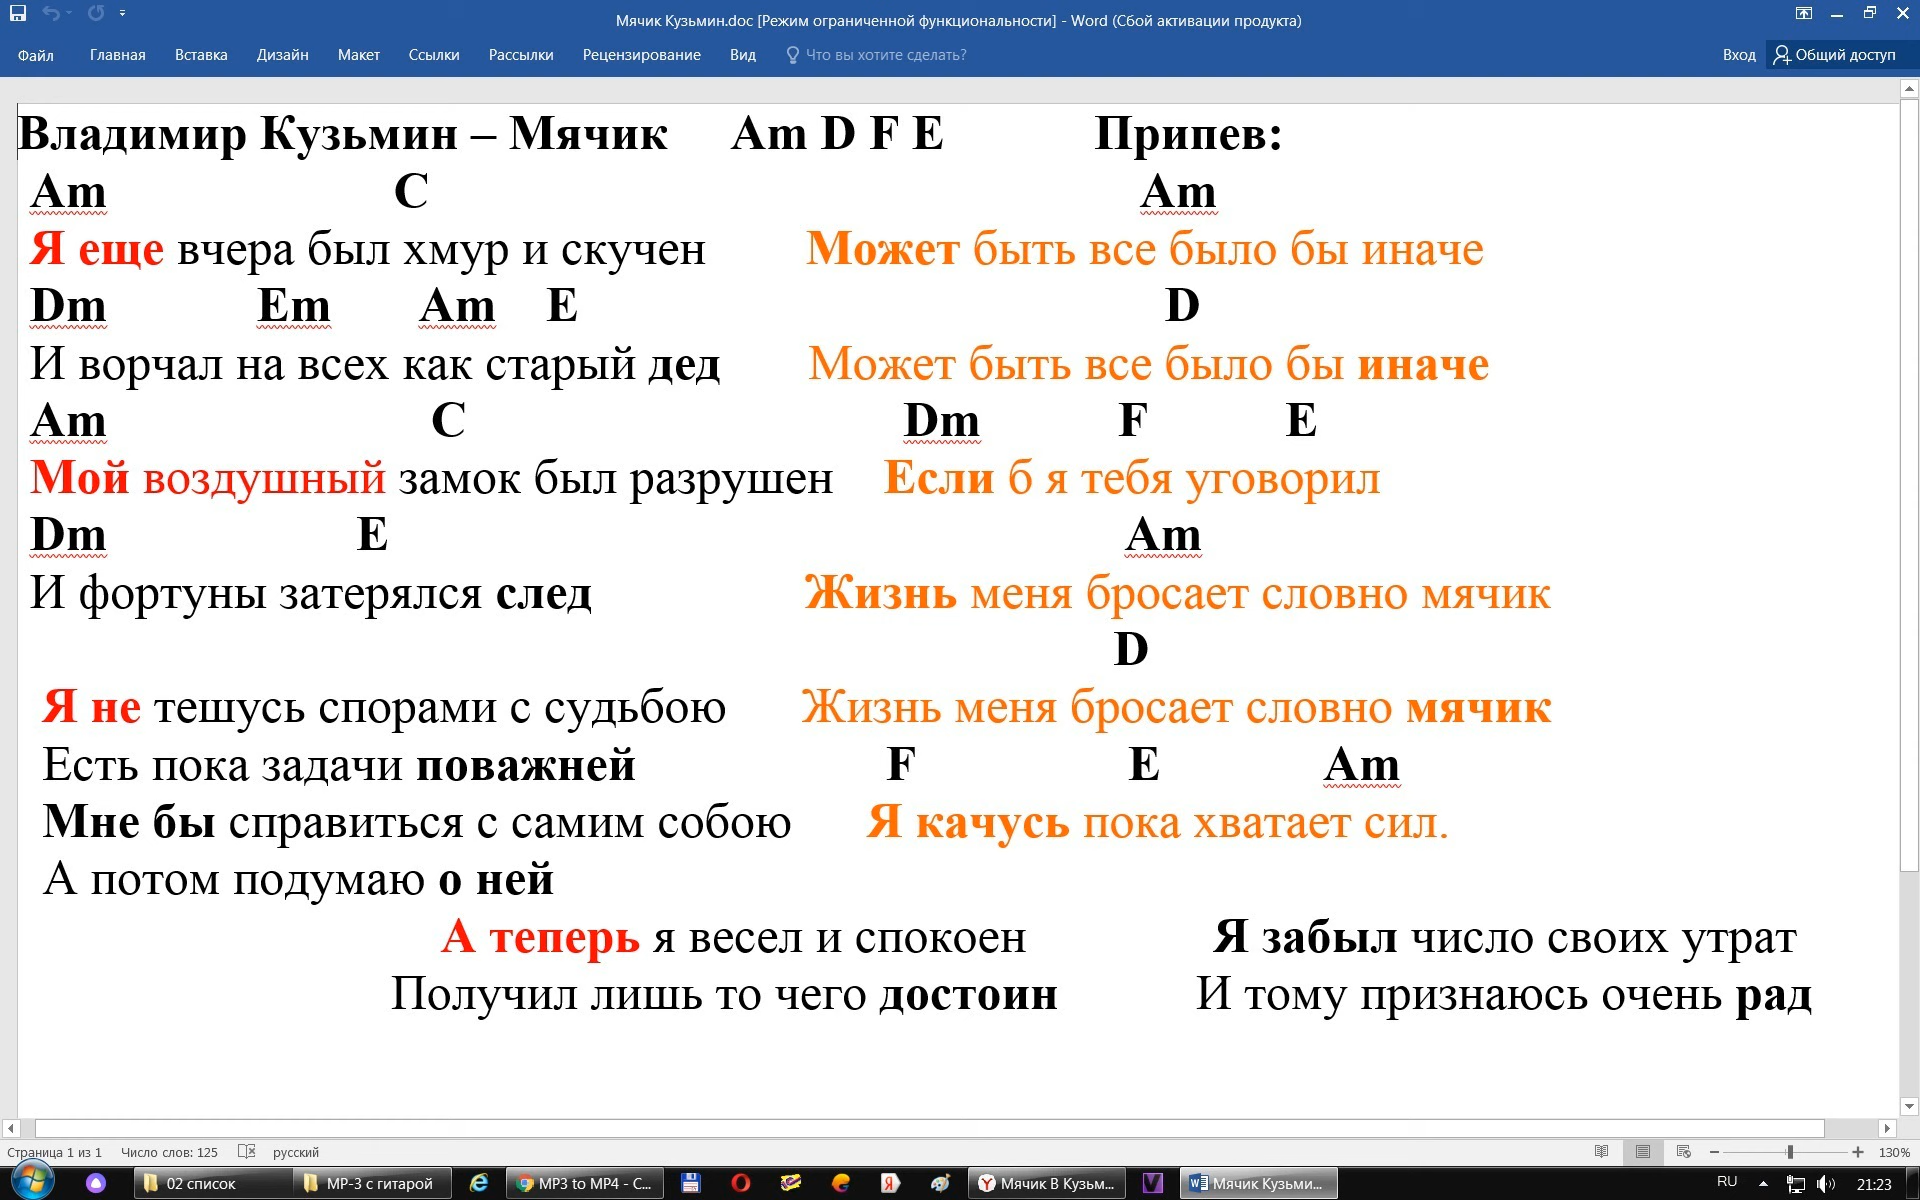 Мячик Кузьмин.doc [Режим ограниченной функциональности] - Word (Сбой активации продукта)
Файл Главная Вставка Дизайн Макет Ссылки Рассылки Рецензирование Вид Что вы хотите сделать? Вход Общий доступ
Владимир Кузьмин – Мячик Am D F E Припев:
Am C Am
Я еще вчера был хмур и скучен Может быть все было бы иначе
Dm Em Am E D
И ворчал на всех как старый дед Может быть все было бы иначе
Am C Dm F E
Мой воздушный замок был разрушен Если б я тебя уговорил
Dm E Am
И фортуны затерялся след Жизнь меня бросает словно мячик
D
Я не тешусь спорами с судьбою Жизнь меня бросает словно мячик
Есть пока задачи поважней F E Am
Мне бы справиться с самим собою Я качусь пока хватает сил.
А потом подумаю о ней
А теперь я весел и спокоен Я забыл число своих утрат
Получил лишь то чего достоин И тому признаюсь очень рад
Страница 1 из 1 Число слов: 125 русский 130%
02 список MP-3 с гитарой MP3 to MP4 - C... Мячик В Кузьм... Мячик Кузьми... RU 21:23